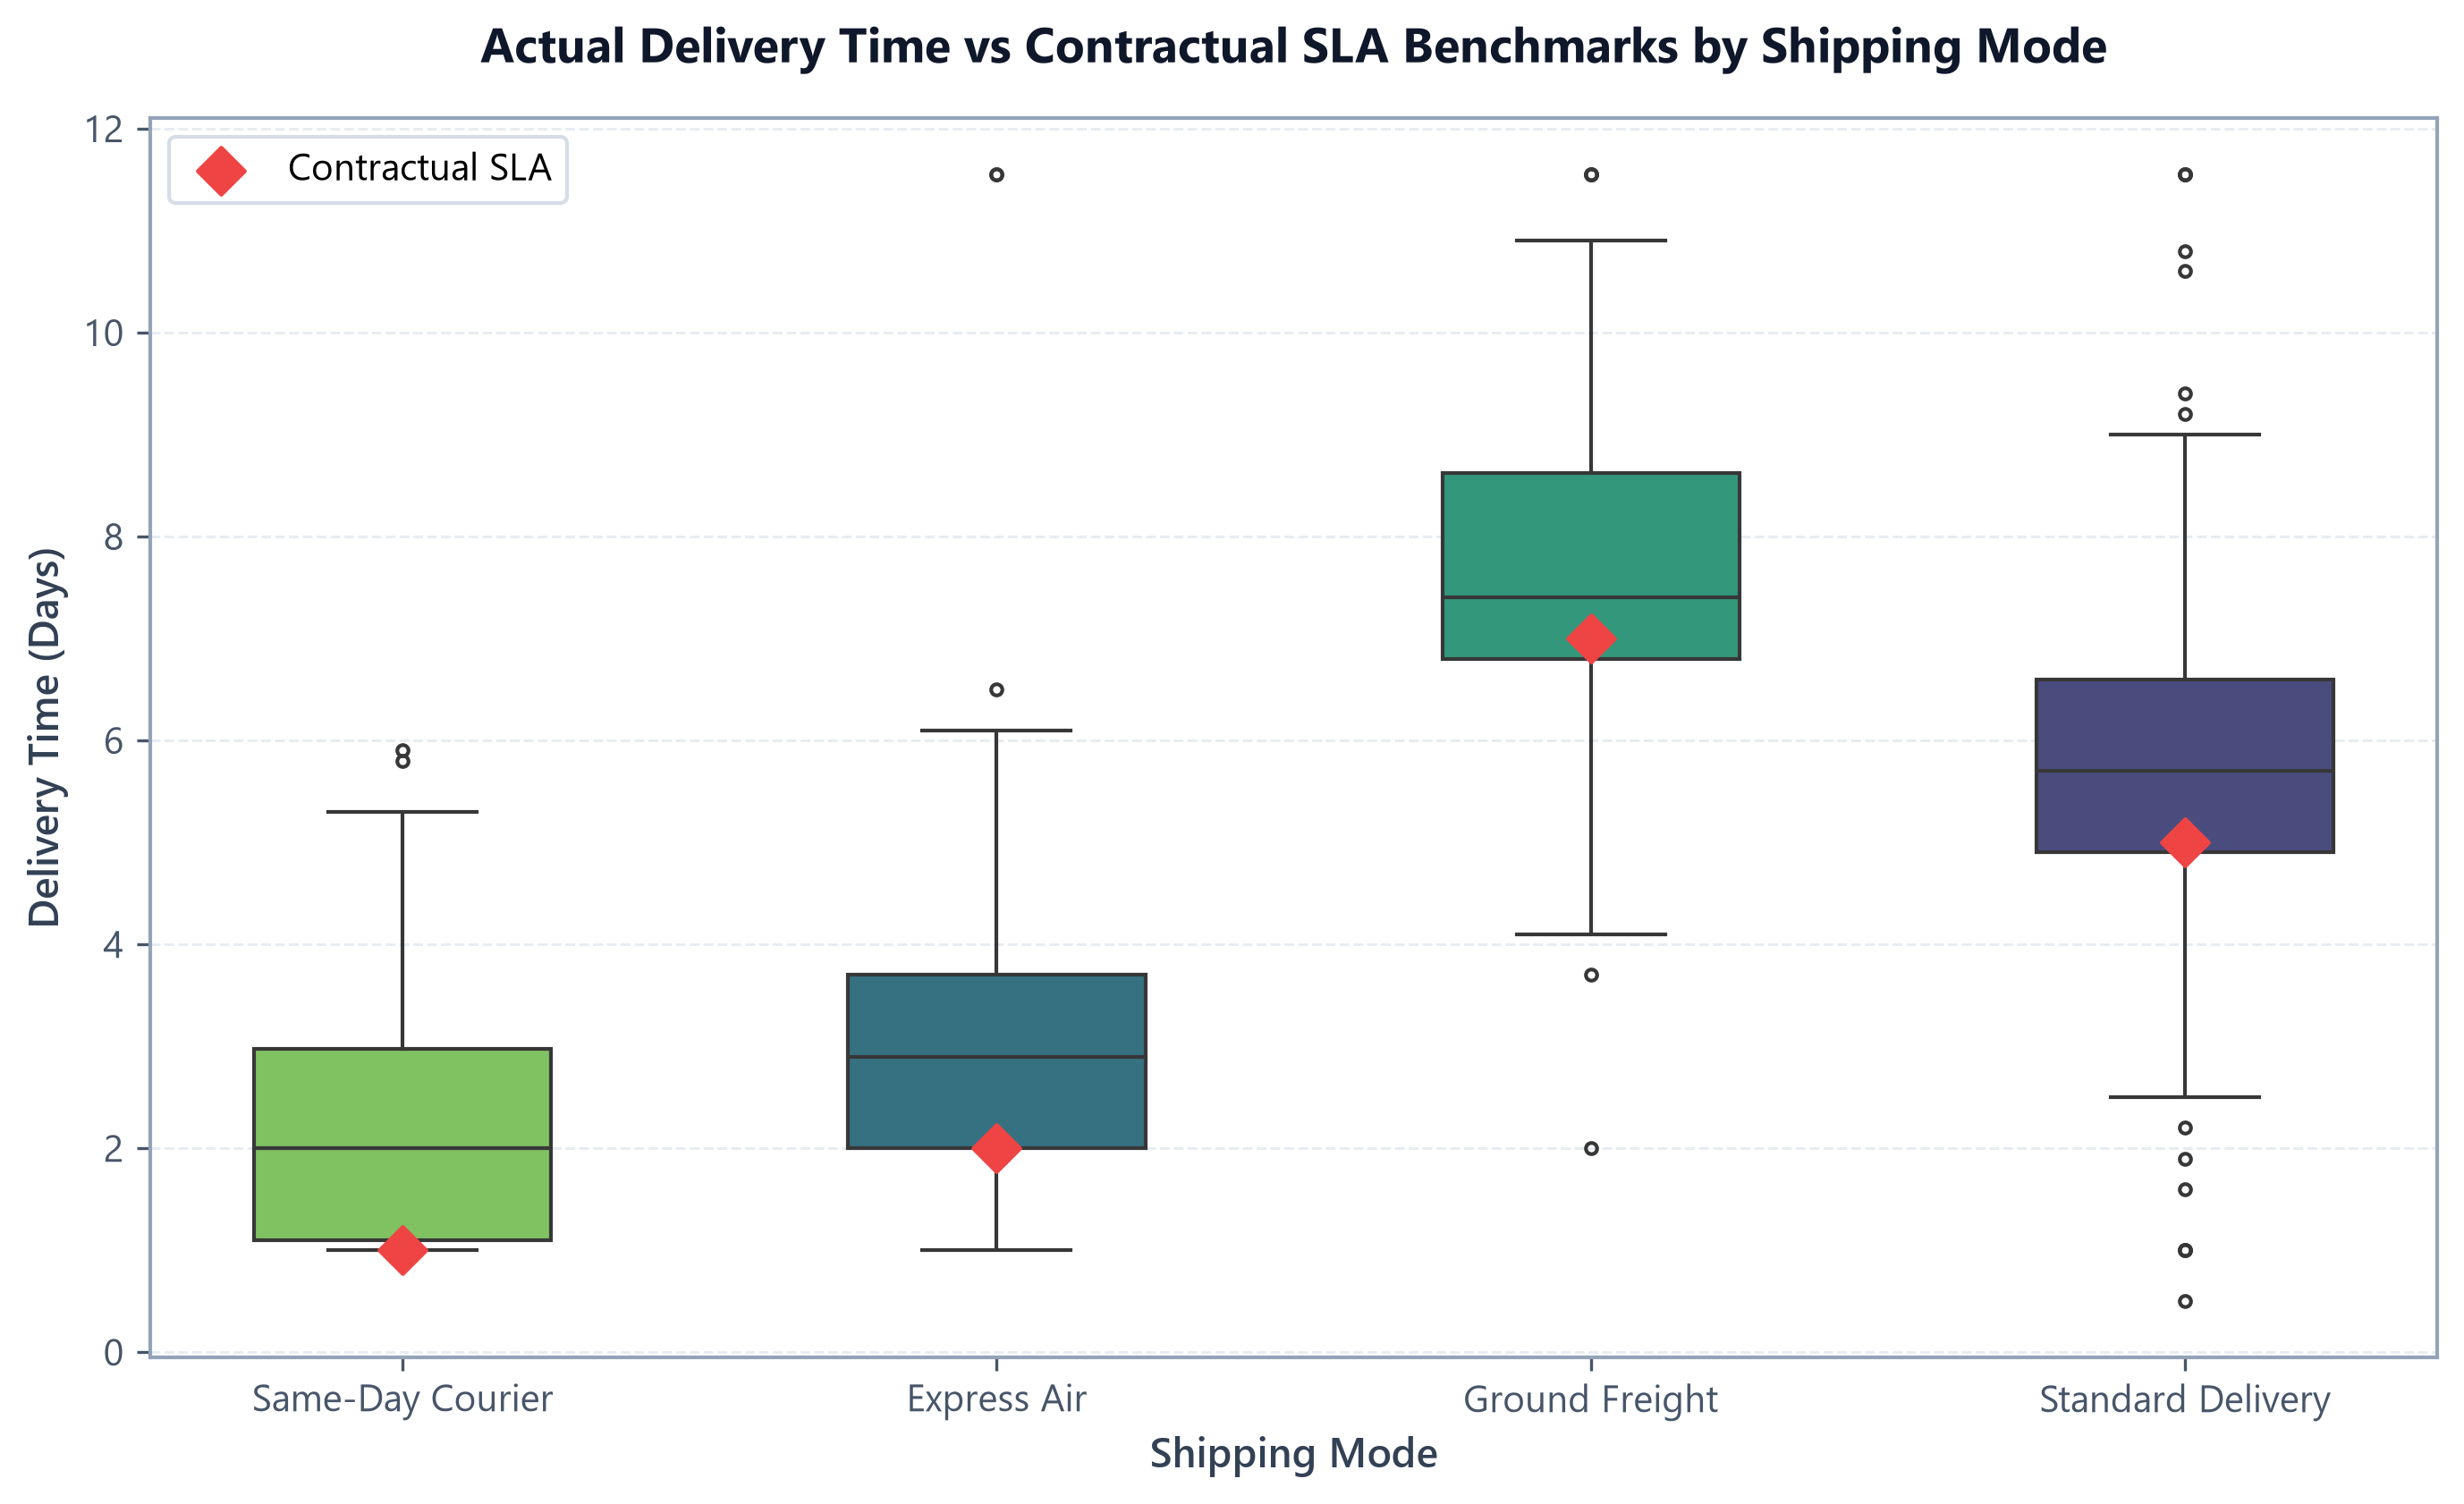 Actual Delivery Time vs Contractual SLA Benchmarks by Shipping Mode
Contractual SLA
Delivery Time (Days)
12
10
8
6
4
2
0
Same-Day Courier
Express Air
Ground Freight
Standard Delivery
Shipping Mode